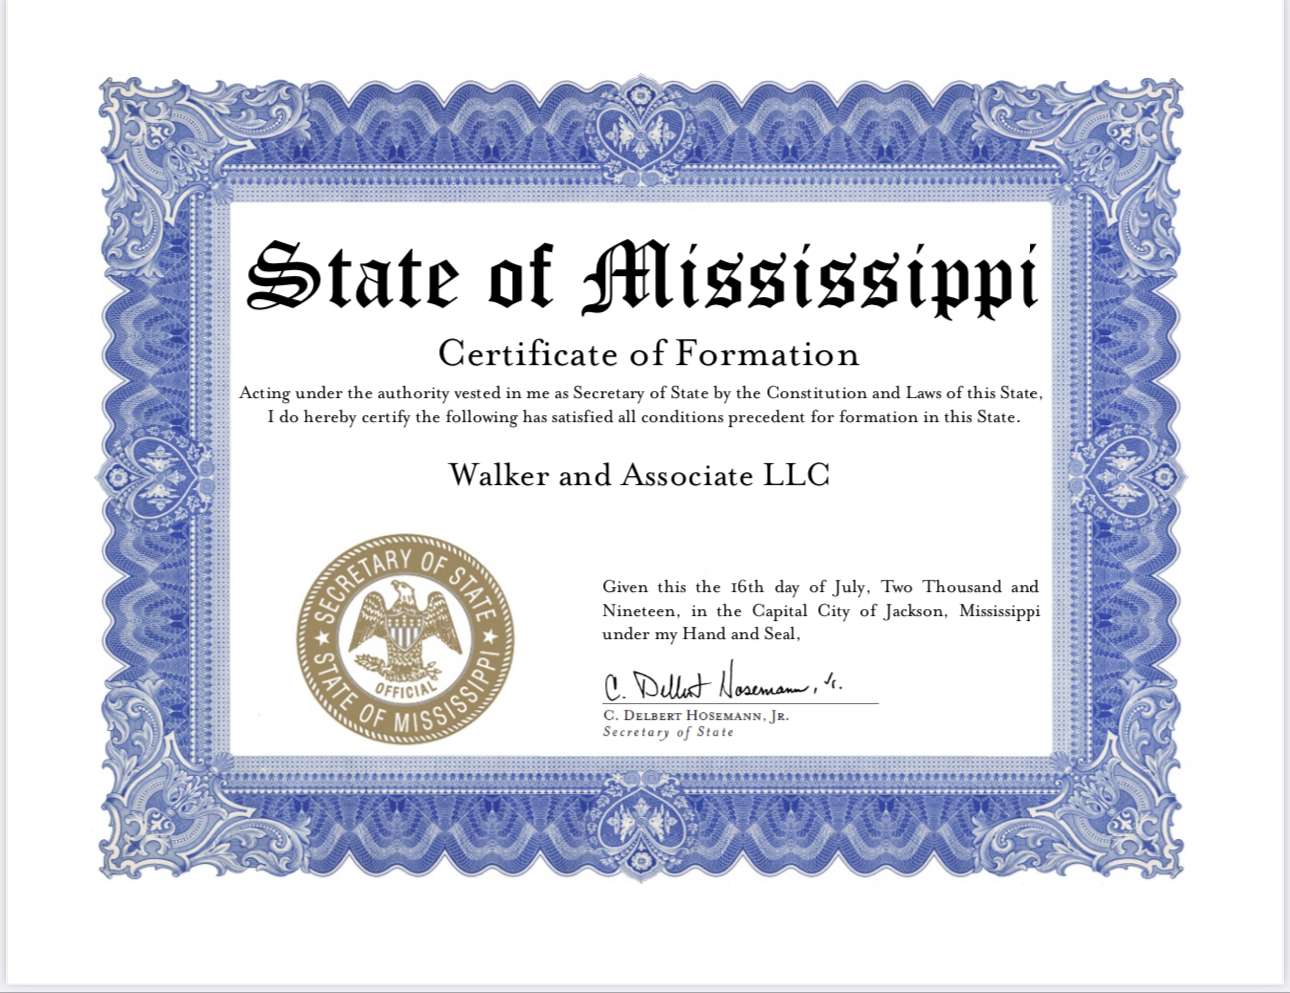 State of Mississippi
Certificate of Formation
Acting under the authority vested in me as Secretary of State by the Constitution and Laws of this State,
I do hereby certify the following has satisfied all conditions precedent for formation in this State.
Walker and Associate LLC
SECRETARY OF STATE
STATE OF MISSISSIPPI
OFFICIAL
Given this the 16th day of July, Two Thousand and
Nineteen, in the Capital City of Jackson, Mississippi
under my Hand and Seal,
C. Delbert Hosemann, Jr.
C. DELBERT HOSEMANN, JR.
Secretary of State